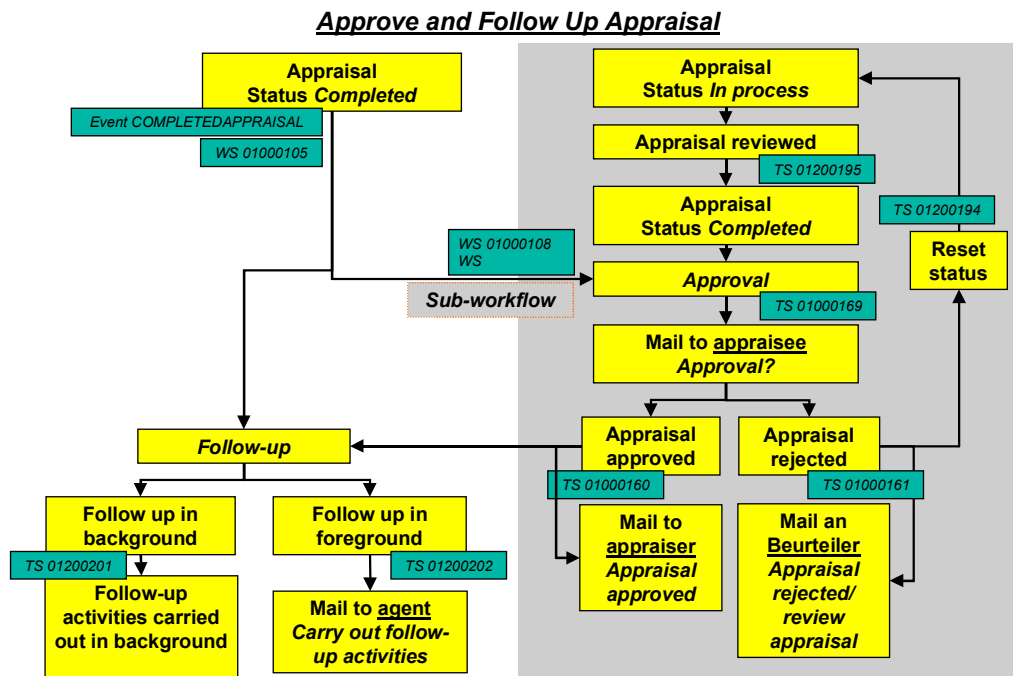 Approve and Follow Up Appraisal
Appraisal
Status Completed
Event COMPLETEDAPPRAISAL
WS 01000105
Appraisal
Status In process
Appraisal reviewed
TS 01200195
Appraisal
Status Completed
TS 01200194
Reset
status
WS 01000108
WS
Sub-workflow
Approval
TS 01000169
Mail to appraisee
Approval?
Appraisal
approved
TS 01000160
Appraisal
rejected
TS 01000161
Follow-up
Follow up in
background
TS 01200201
Follow-up
activities carried
out in background
Follow up in
foreground
TS 01200202
Mail to agent
Carry out follow-
up activities
Mail to
appraiser
Appraisal
approved
Mail an
Beurteiler
Appraisal
rejected/
review
appraisal